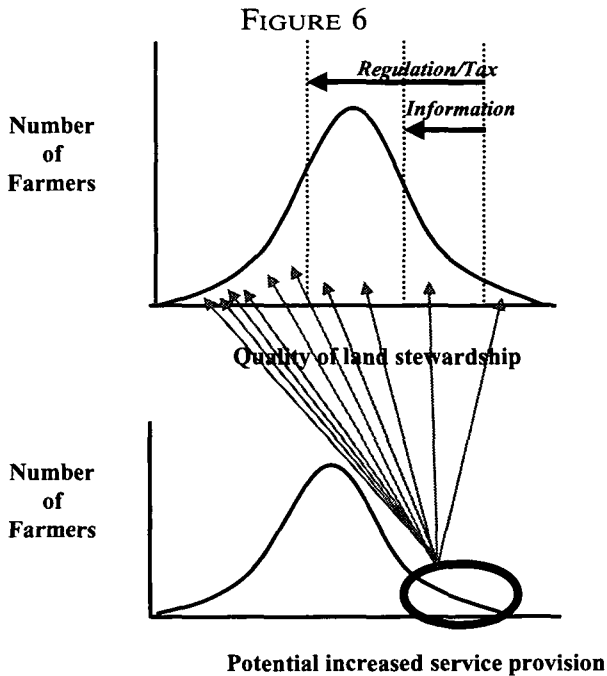 FIGURE 6
Regulation/Tax
Information
Number
of
Farmers
Quality of land stewardship
Number
of
Farmers
Potential increased service provision